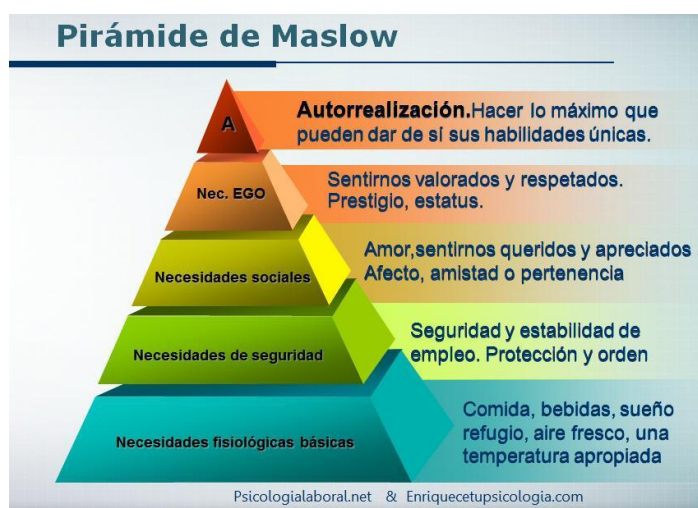 Pirámide de Maslow
A
Autorrealización.Hacer lo máximo que
pueden dar de sí sus habilidades únicas.
Nec. EGO
Sentirnos valorados y respetados.
Prestigio, estatus.
Necesidades sociales
Amor,sentirnos queridos y apreciados
Afecto, amistad o pertenencia
Necesidades de seguridad
Seguridad y estabilidad de
empleo. Protección y orden
Necesidades fisiológicas básicas
Comida, bebidas, sueño
refugio, aire fresco, una
temperatura apropiada
Psicologialaboral.net & Enriquecetupsicologia.com